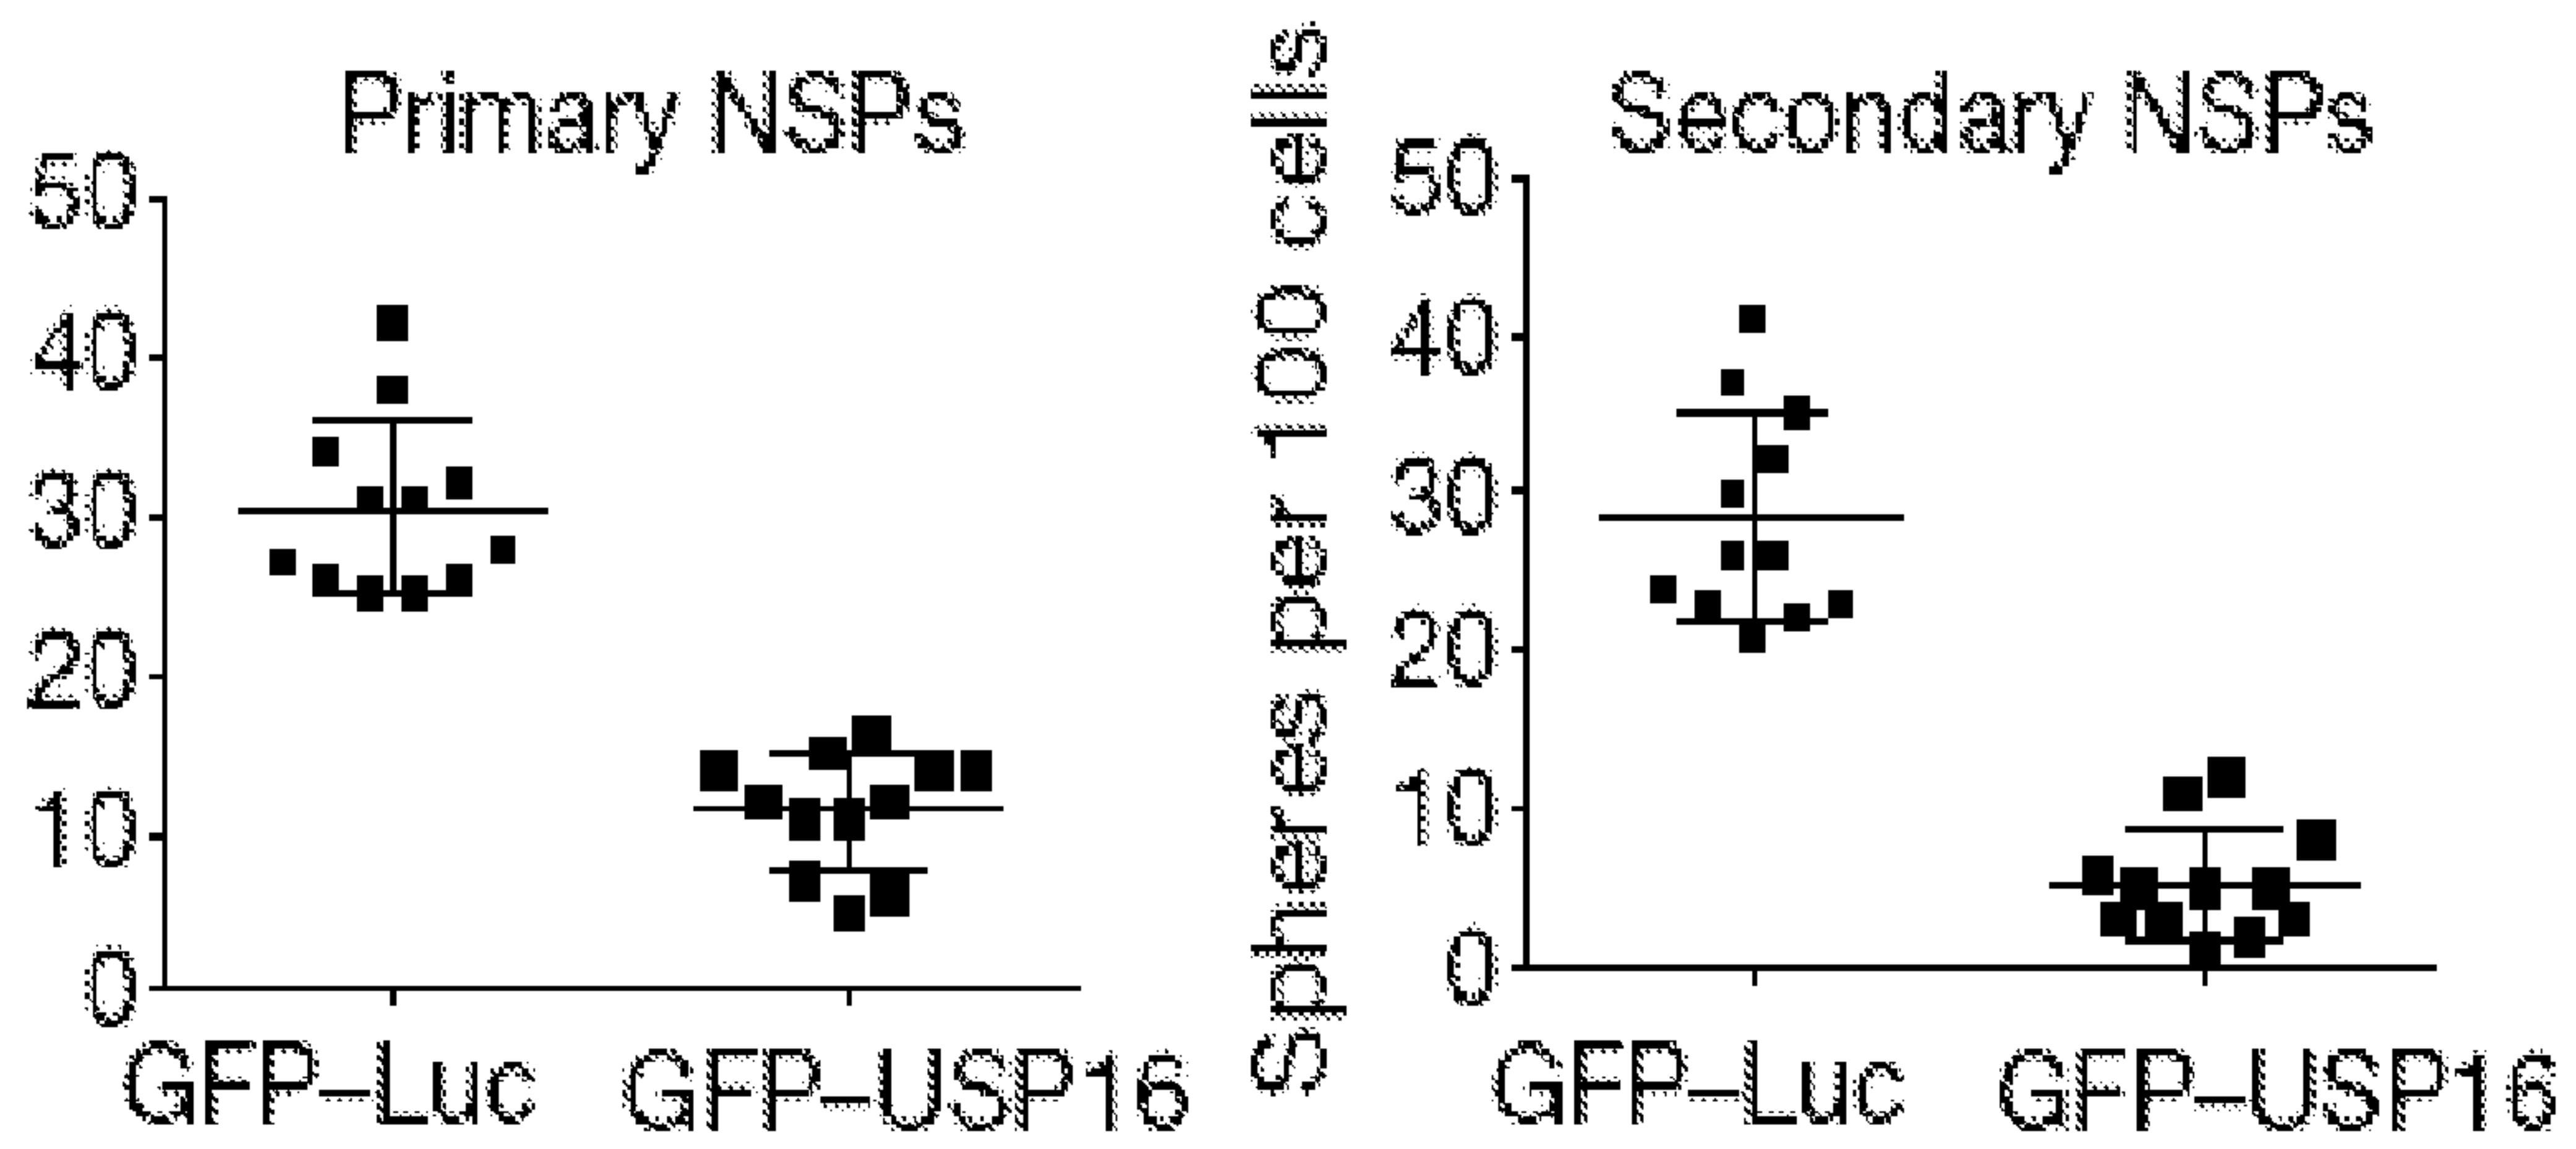 Primary NSPs
50
40
30
20
10
0
GFP–Luc
GFP–USP16
Spheres per 100 cells
Secondary NSPs
50
40
30
20
10
0
GFP–Luc
GFP–USP16